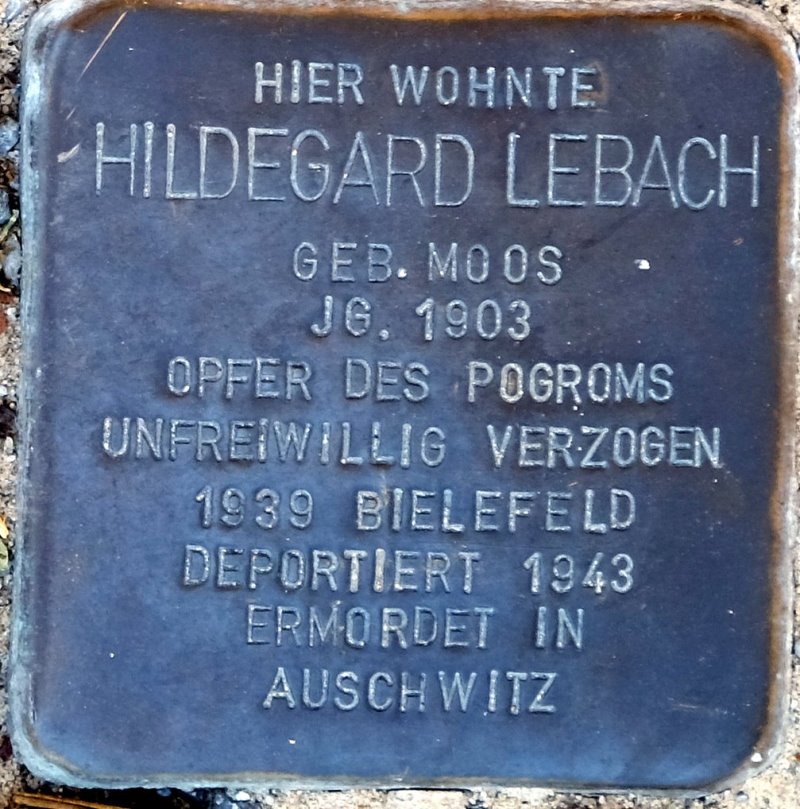 HIER WOHNTE
HILDEGARD LEBACH
GEB. MOOS
JG. 1903
OPFER DES POGROMS
UNFREIWILLIG VERZOGEN
1939 BIELEFELD
DEPORTIERT 1943
ERMORDET IN
AUSCHWITZ